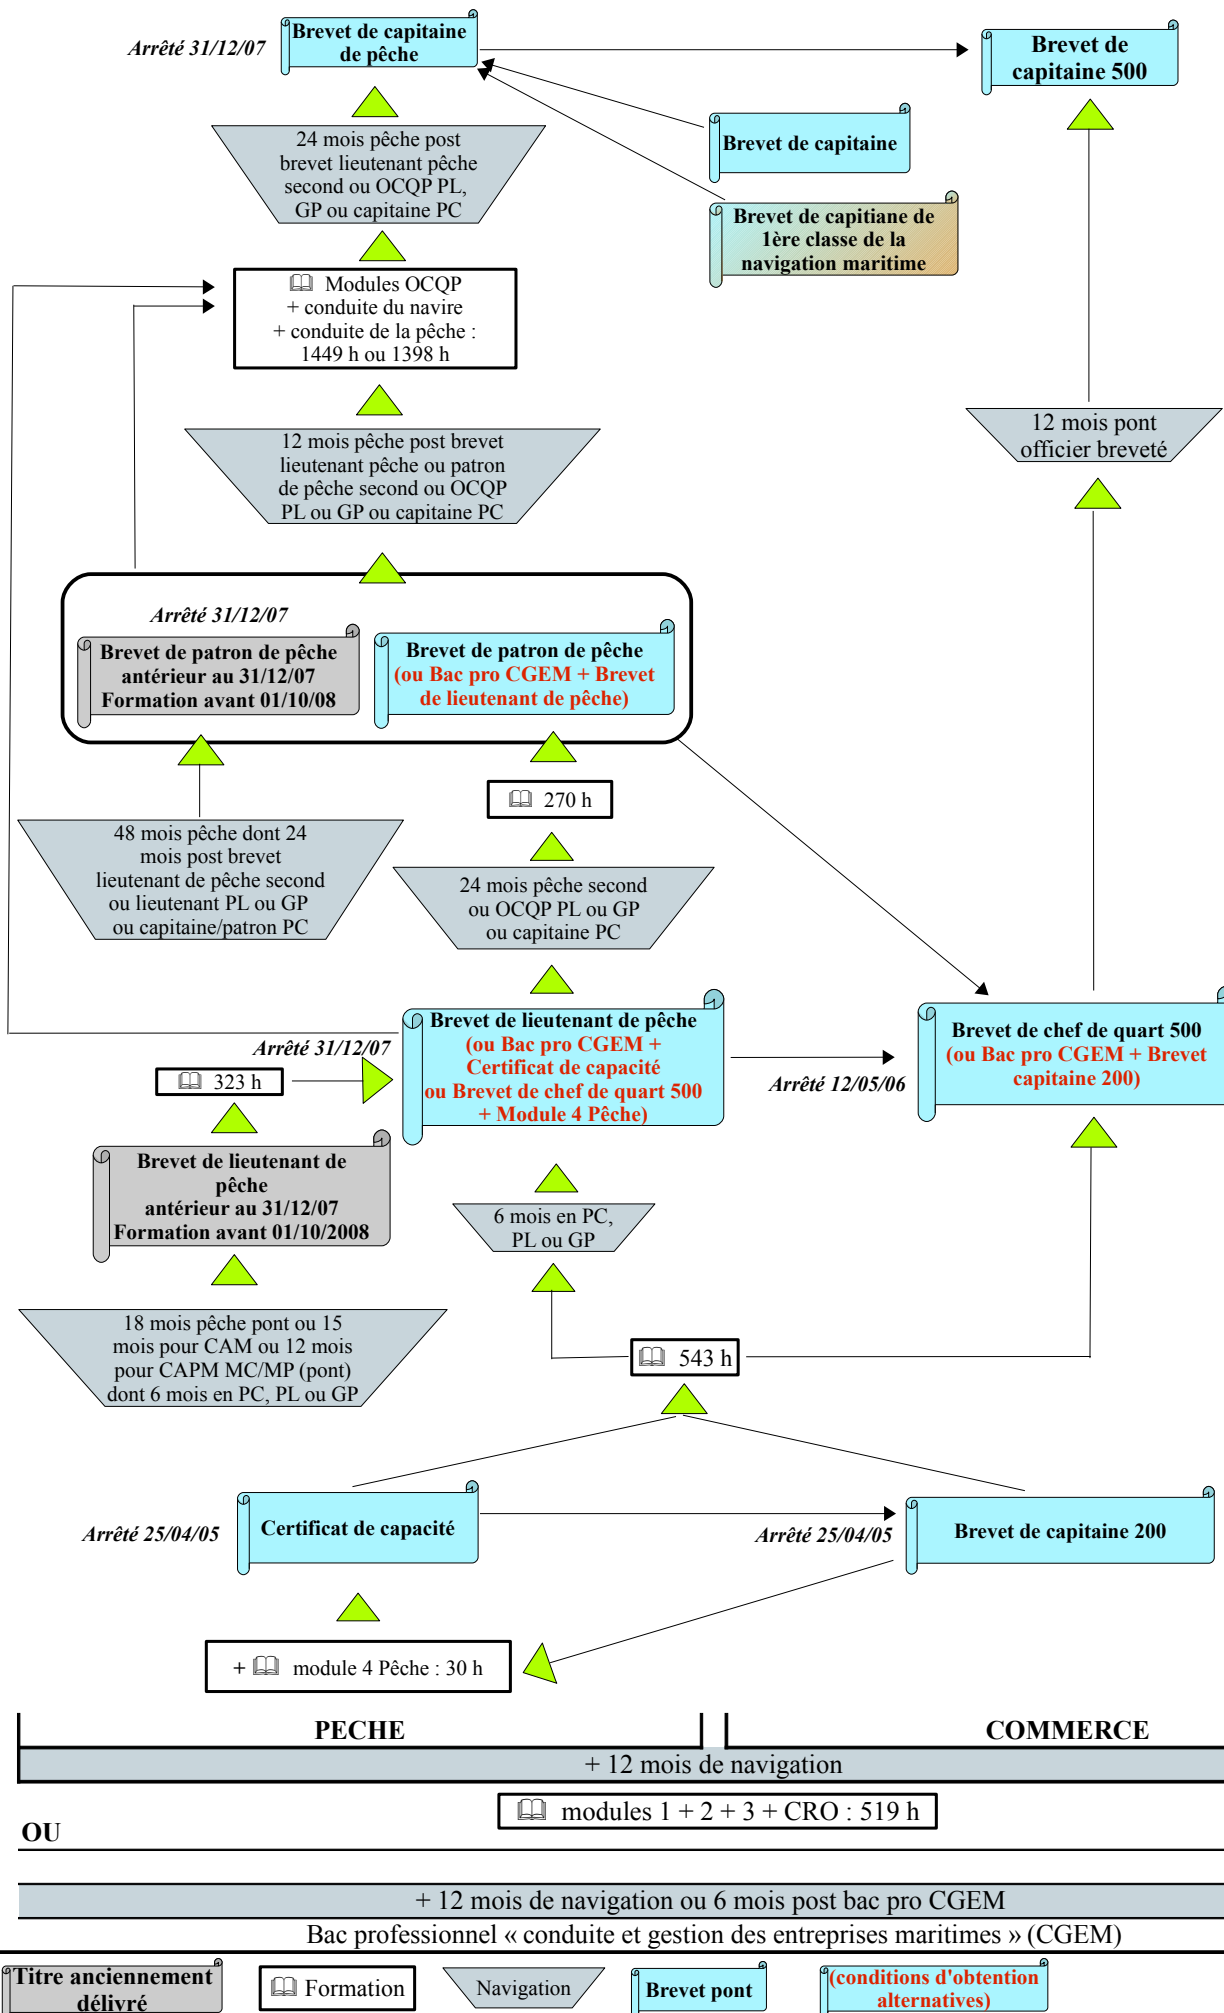 Arrêté 31/12/07
Brevet de capitaine
de pêche
Brevet de
capitaine 500
24 mois pêche post
brevet lieutenant pêche
second ou OCQP PL,
GP ou capitaine PC
Brevet de capitaine
Brevet de capitiane de
1ère classe de la
navigation maritime
Modules OCQP
+ conduite du navire
+ conduite de la pêche :
1449 h ou 1398 h
12 mois pêche post brevet
lieutenant pêche ou patron
de pêche second ou OCQP
PL ou GP ou capitaine PC
12 mois pont
officier breveté
Arrêté 31/12/07
Brevet de patron de pêche
antérieur au 31/12/07
Formation avant 01/10/08
Brevet de patron de pêche
(ou Bac pro CGEM + Brevet
de lieutenant de pêche)
270 h
48 mois pêche dont 24
mois post brevet
lieutenant de pêche second
ou lieutenant PL ou GP
ou capitaine/patron PC
24 mois pêche second
ou OCQP PL ou GP
ou capitaine PC
Arrêté 31/12/07
Brevet de lieutenant de pêche
(ou Bac pro CGEM +
Certificat de capacité
ou Brevet de chef de quart 500
+ Module 4 Pêche)
Arrêté 12/05/06
Brevet de chef de quart 500
(ou Bac pro CGEM + Brevet
capitaine 200)
323 h
Brevet de lieutenant de
pêche
antérieur au 31/12/07
Formation avant 01/10/2008
6 mois en PC,
PL ou GP
18 mois pêche pont ou 15
mois pour CAM ou 12 mois
pour CAPM MC/MP (pont)
dont 6 mois en PC, PL ou GP
543 h
Arrêté 25/04/05
Certificat de capacité
Arrêté 25/04/05
Brevet de capitaine 200
+ module 4 Pêche : 30 h
PECHE
COMMERCE
+ 12 mois de navigation
modules 1 + 2 + 3 + CRO : 519 h
OU
+ 12 mois de navigation ou 6 mois post bac pro CGEM
Bac professionnel « conduite et gestion des entreprises maritimes » (CGEM)
Titre anciennement
délivré
Formation
Navigation
Brevet pont
(conditions d'obtention
alternatives)